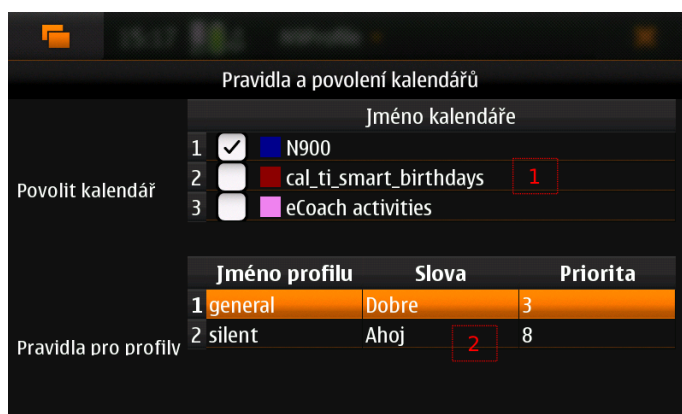 Pravidla a povolení kalendářů
Jméno kalendáře
1 N900
2 cal_ti_smart_birthdays 1
Povolit kalendář
3 eCoach activities
Jméno profilu Slova Priorita
1 general Dobre 3
2 silent Ahoj 2 8
Pravidla pro profily